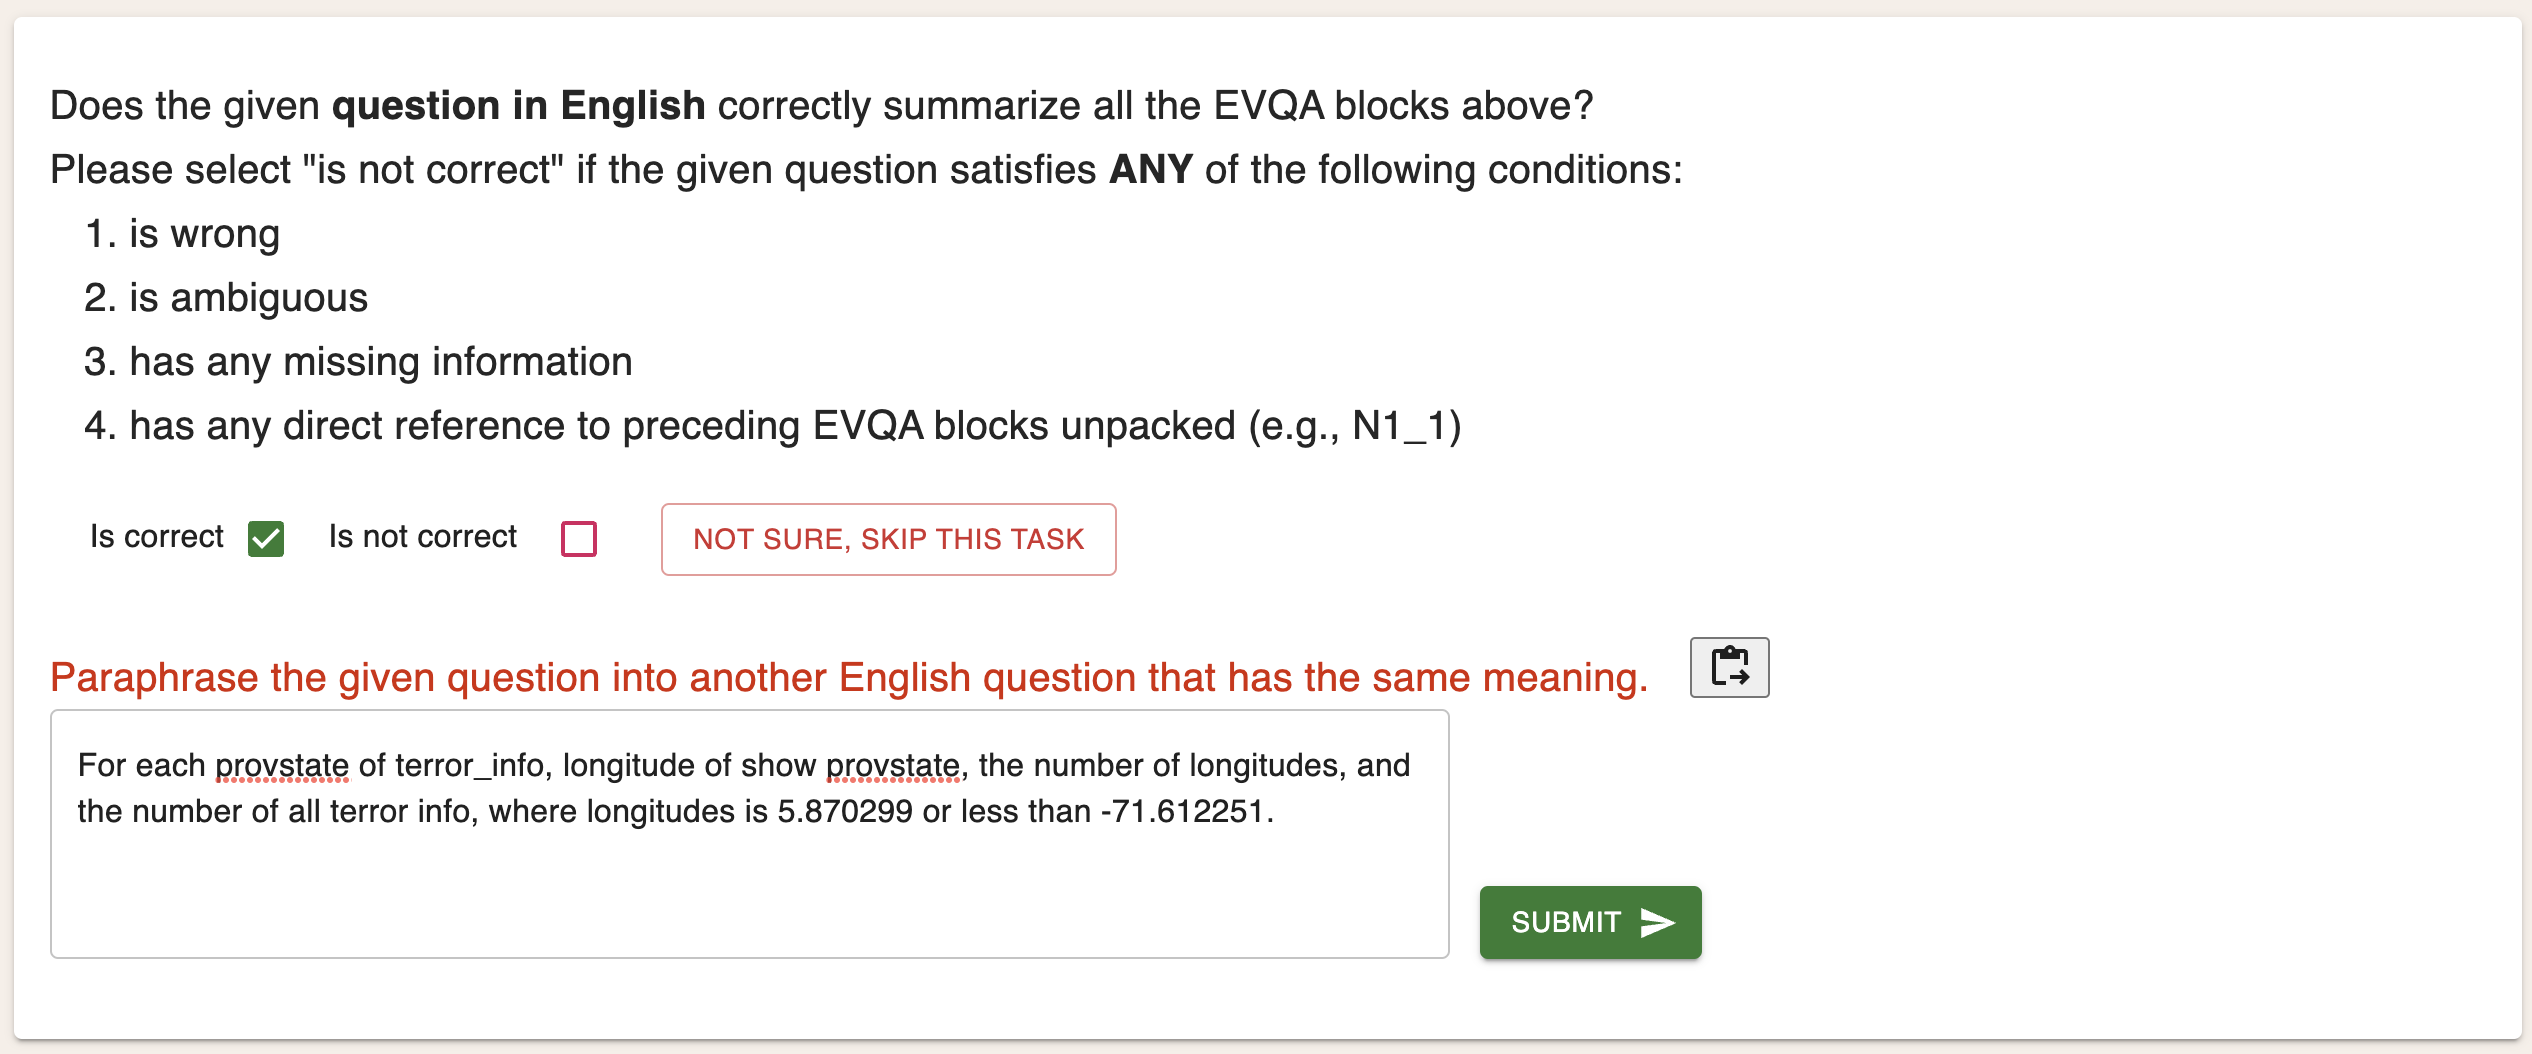 Does the given question in English correctly summarize all the EVQA blocks above?
Please select "is not correct" if the given question satisfies ANY of the following conditions:
1. is wrong
2. is ambiguous
3. has any missing information
4. has any direct reference to preceding EVQA blocks unpacked (e.g., N1_1)
Is correct Is not correct NOT SURE, SKIP THIS TASK
Paraphrase the given question into another English question that has the same meaning.
For each provstate of terror_info, longitude of show provstate, the number of longitudes, and
the number of all terror info, where longitudes is 5.870299 or less than -71.612251.
SUBMIT